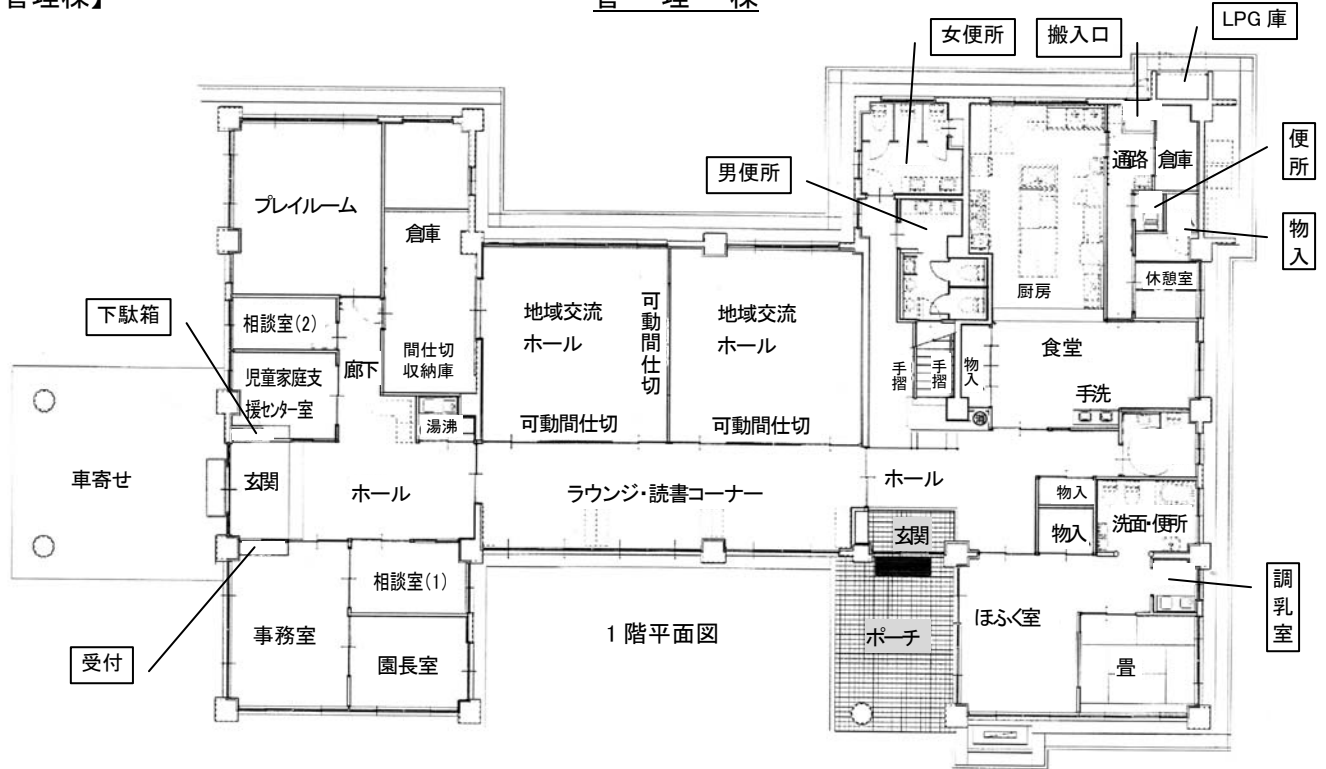 管理棟】
管 理 棟
LPG 庫
女便所
搬入口
便所
男便所
通路
倉庫
プレイルーム
倉庫
物入
休憩室
厨房
下駄箱
相談室(2)
地域交流
ホール
可動間仕切
地域交流
ホール
間仕切
収納庫
廊下
児童家庭支
援センター室
手摺
手摺
物入
食堂
手洗
可動間仕切
可動間仕切
湯沸
車寄せ
玄関
ホール
ラウンジ・読書コーナー
ホール
物入
物入
洗面・便所
玄関
相談室(1)
調乳室
事務室
1 階平面図
ほふく室
ポーチ
受付
園長室
畳